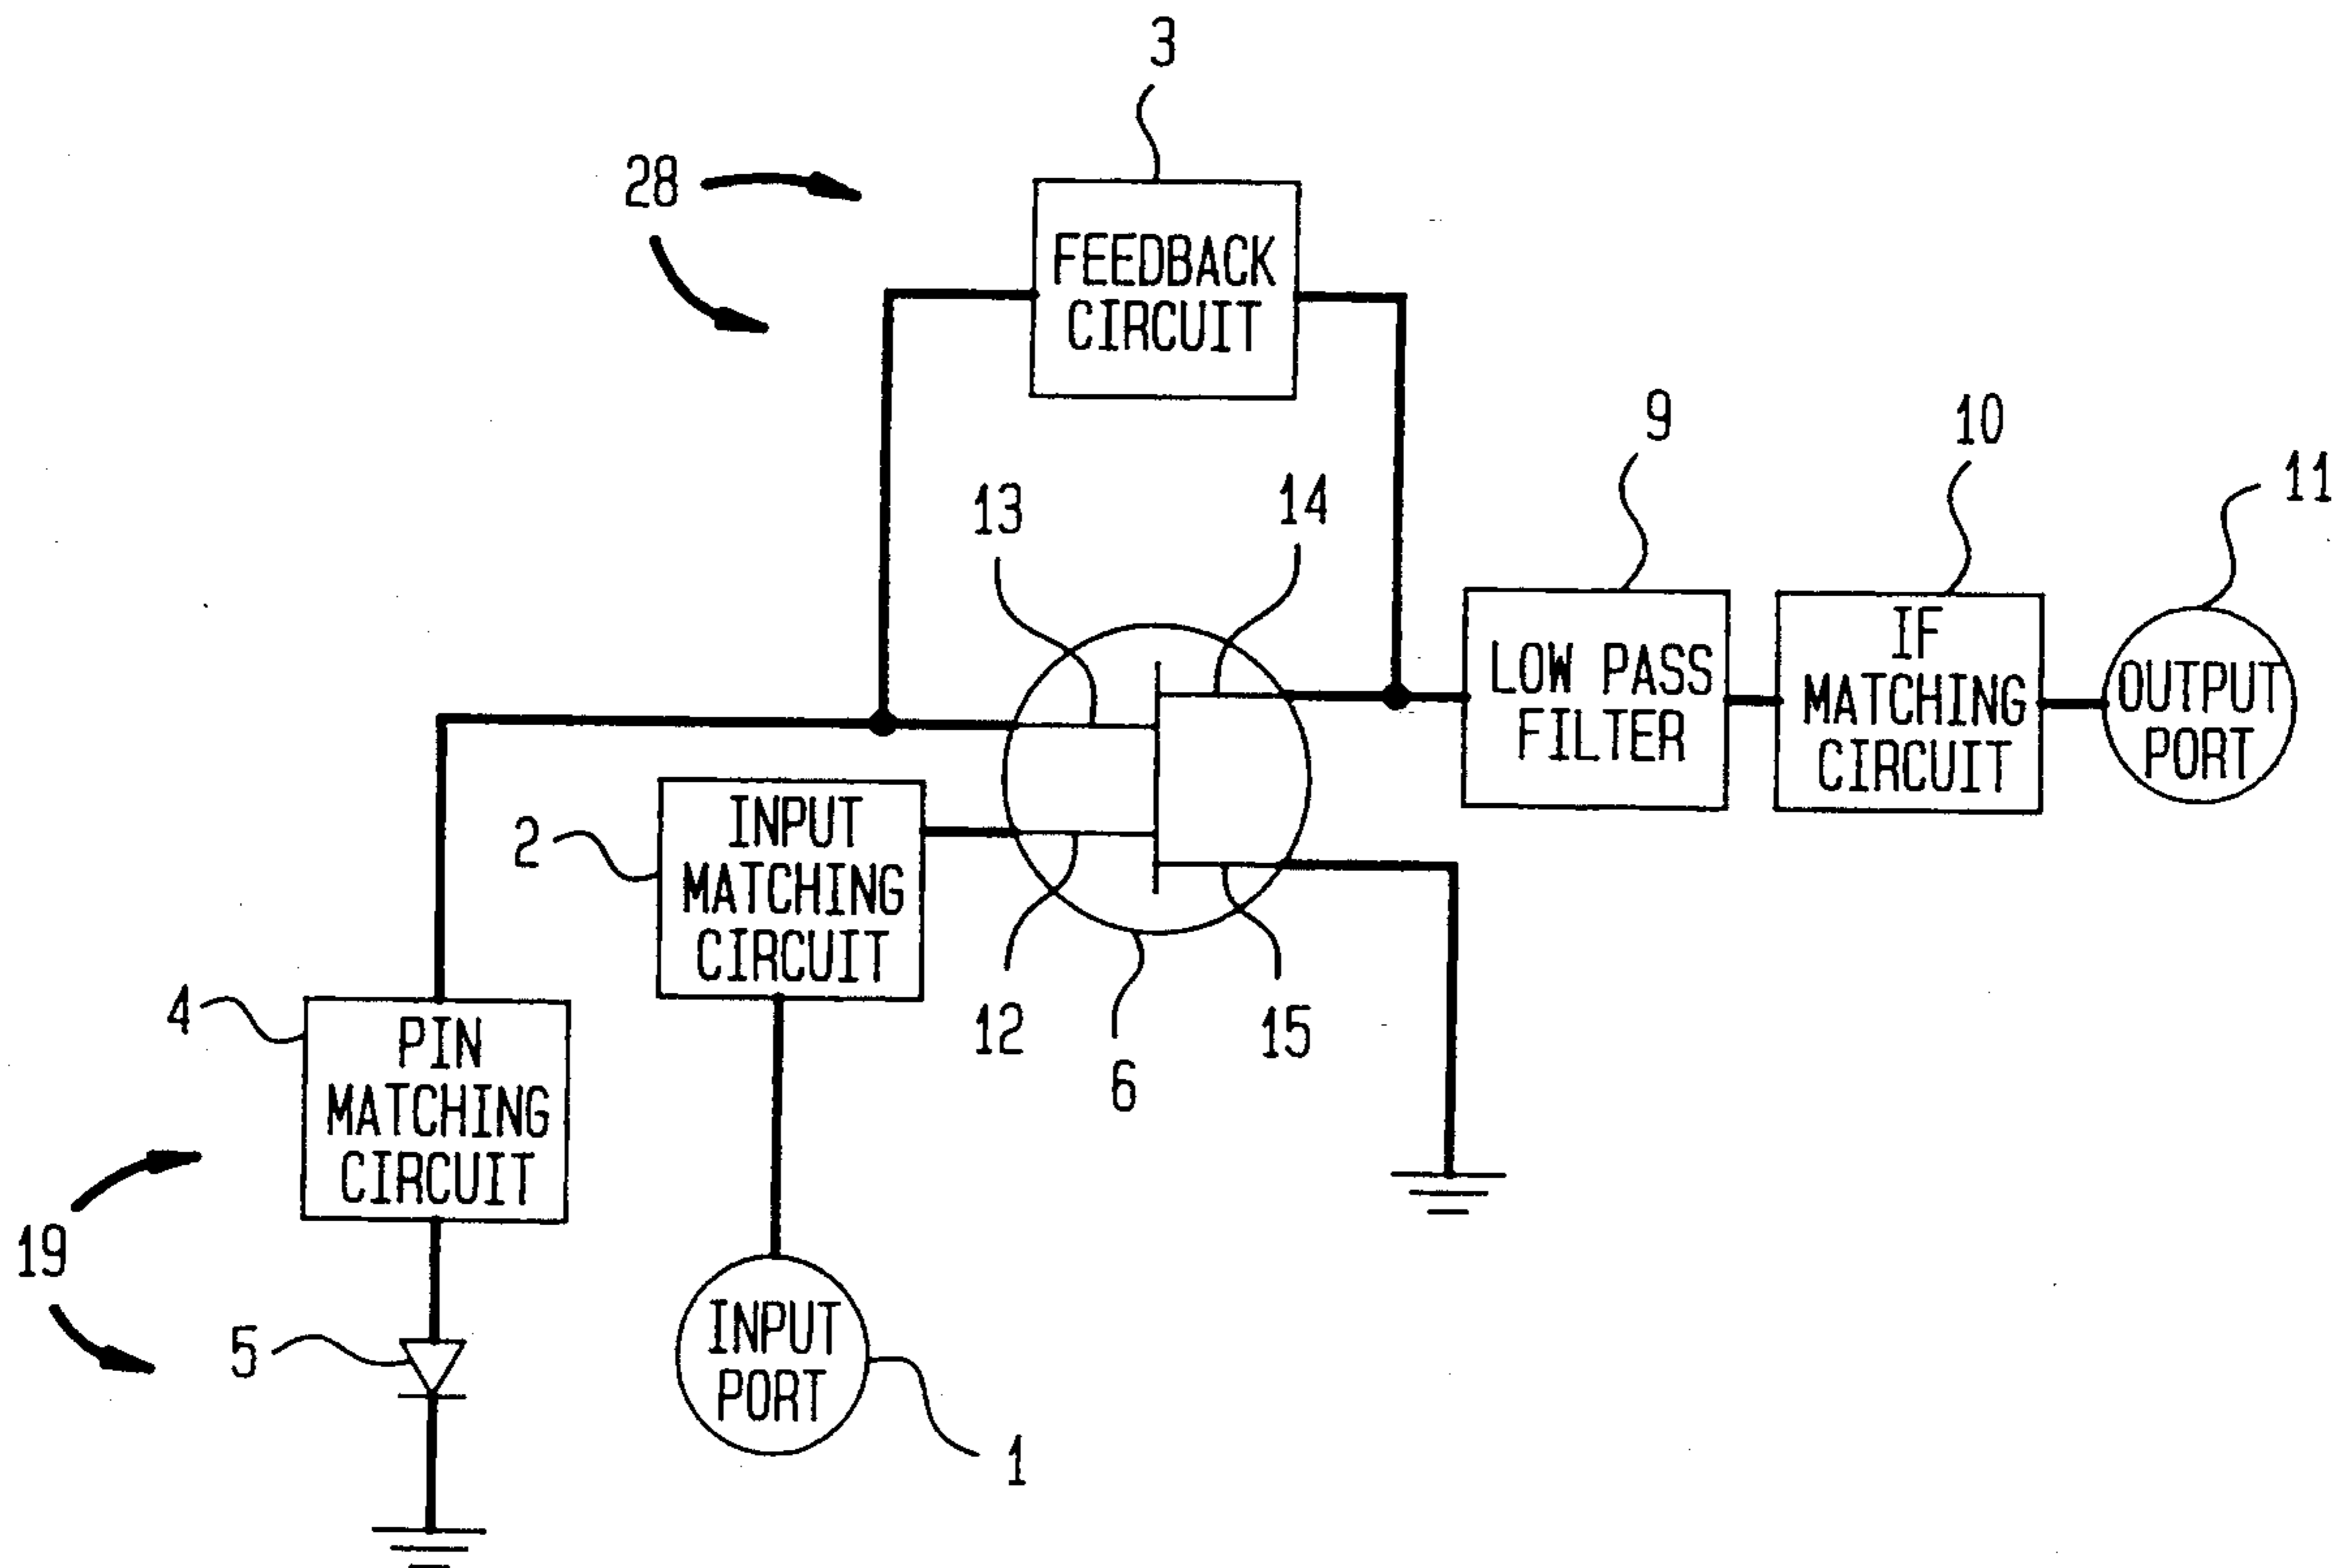 3
28
FEEDBACK
CIRCUIT
9
10
11
13
14
LOW PASS
FILTER
IF
MATCHING
CIRCUIT
OUTPUT
PORT
2
INPUT
MATCHING
CIRCUIT
12
15
6
4
PIN
MATCHING
CIRCUIT
19
5
INPUT
PORT
1